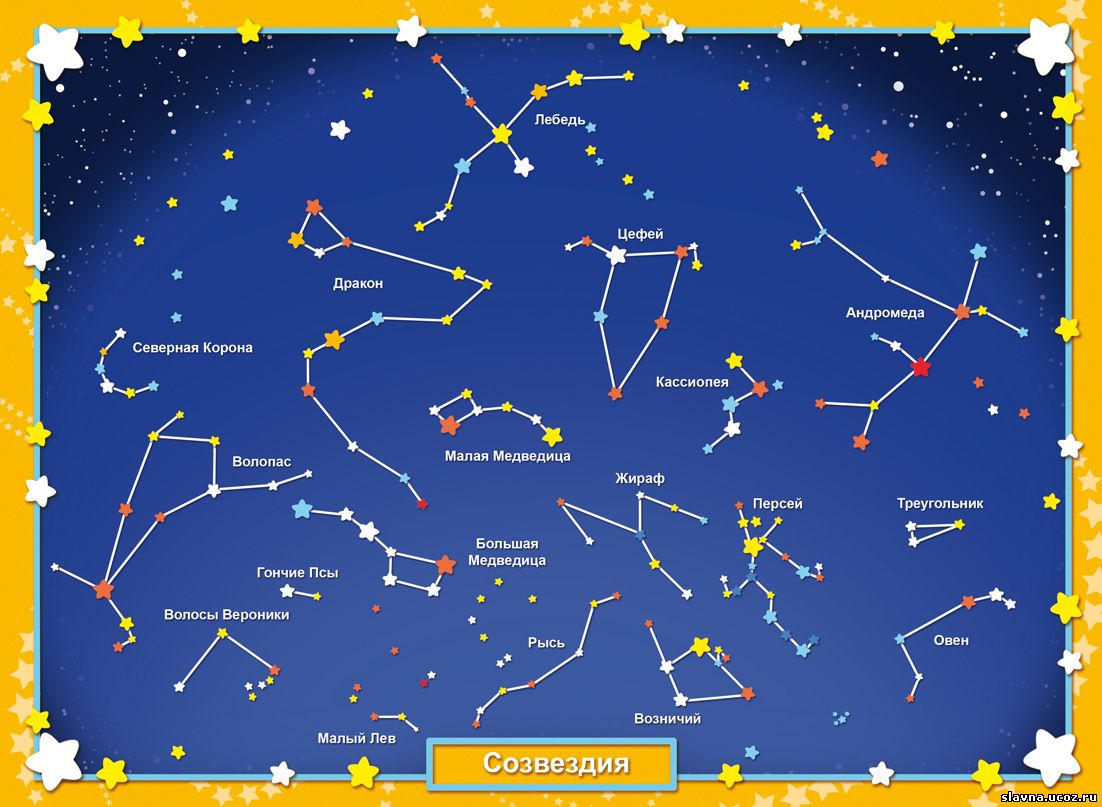 Лебедь
Цефей
Дракон
Андромеда
Северная Корона
Кассиопея
Малая Медведица
Волопас
Жираф
Персей
Треугольник
Большая
Медведица
Гончие Псы
Волосы Вероники
Рысь
Овен
Возничий
Малый Лев
Созвездия
slavna.ucoz.ru